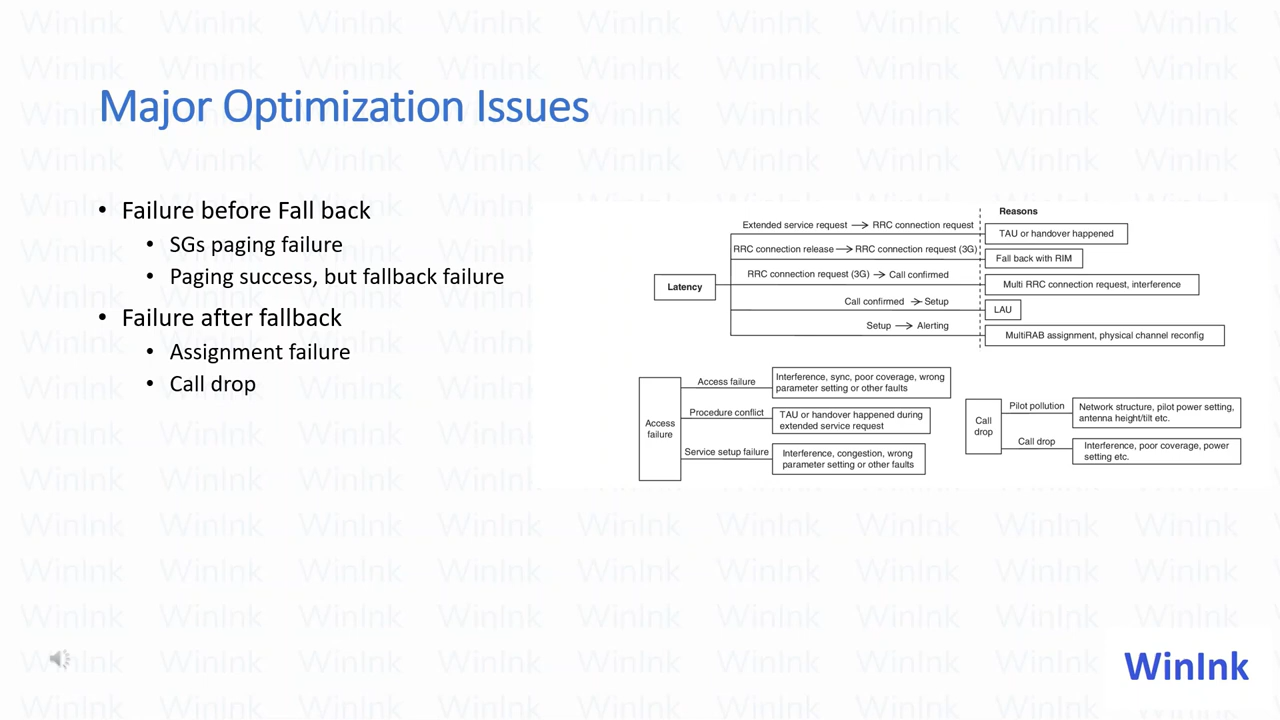 Major Optimization Issues
• Failure before Fall back
• SGs paging failure
• Paging success, but fallback failure
• Failure after fallback
• Assignment failure
• Call drop
Reasons
Latency
Extended service request → RRC connection request
TAU or handover happened
RRC connection release → RRC connection request (3G)
Fall back with RIM
RRC connection request (3G) → Call confirmed
Multi RRC connection request, interference
Call confirmed → Setup
LAU
Setup → Alerting
MultiRAB assignment, physical channel reconfig
Access
failure
Access failure
Interference, sync, poor coverage, wrong
parameter setting or other faults
Procedure conflict
TAU or handover happened during
extended service request
Service setup failure
Interference, congestion, wrong
parameter setting or other faults
Call
drop
Pilot pollution
Network structure, pilot power setting,
antenna height/tilt etc.
Call drop
Interference, poor coverage, power
setting etc.
WinInk